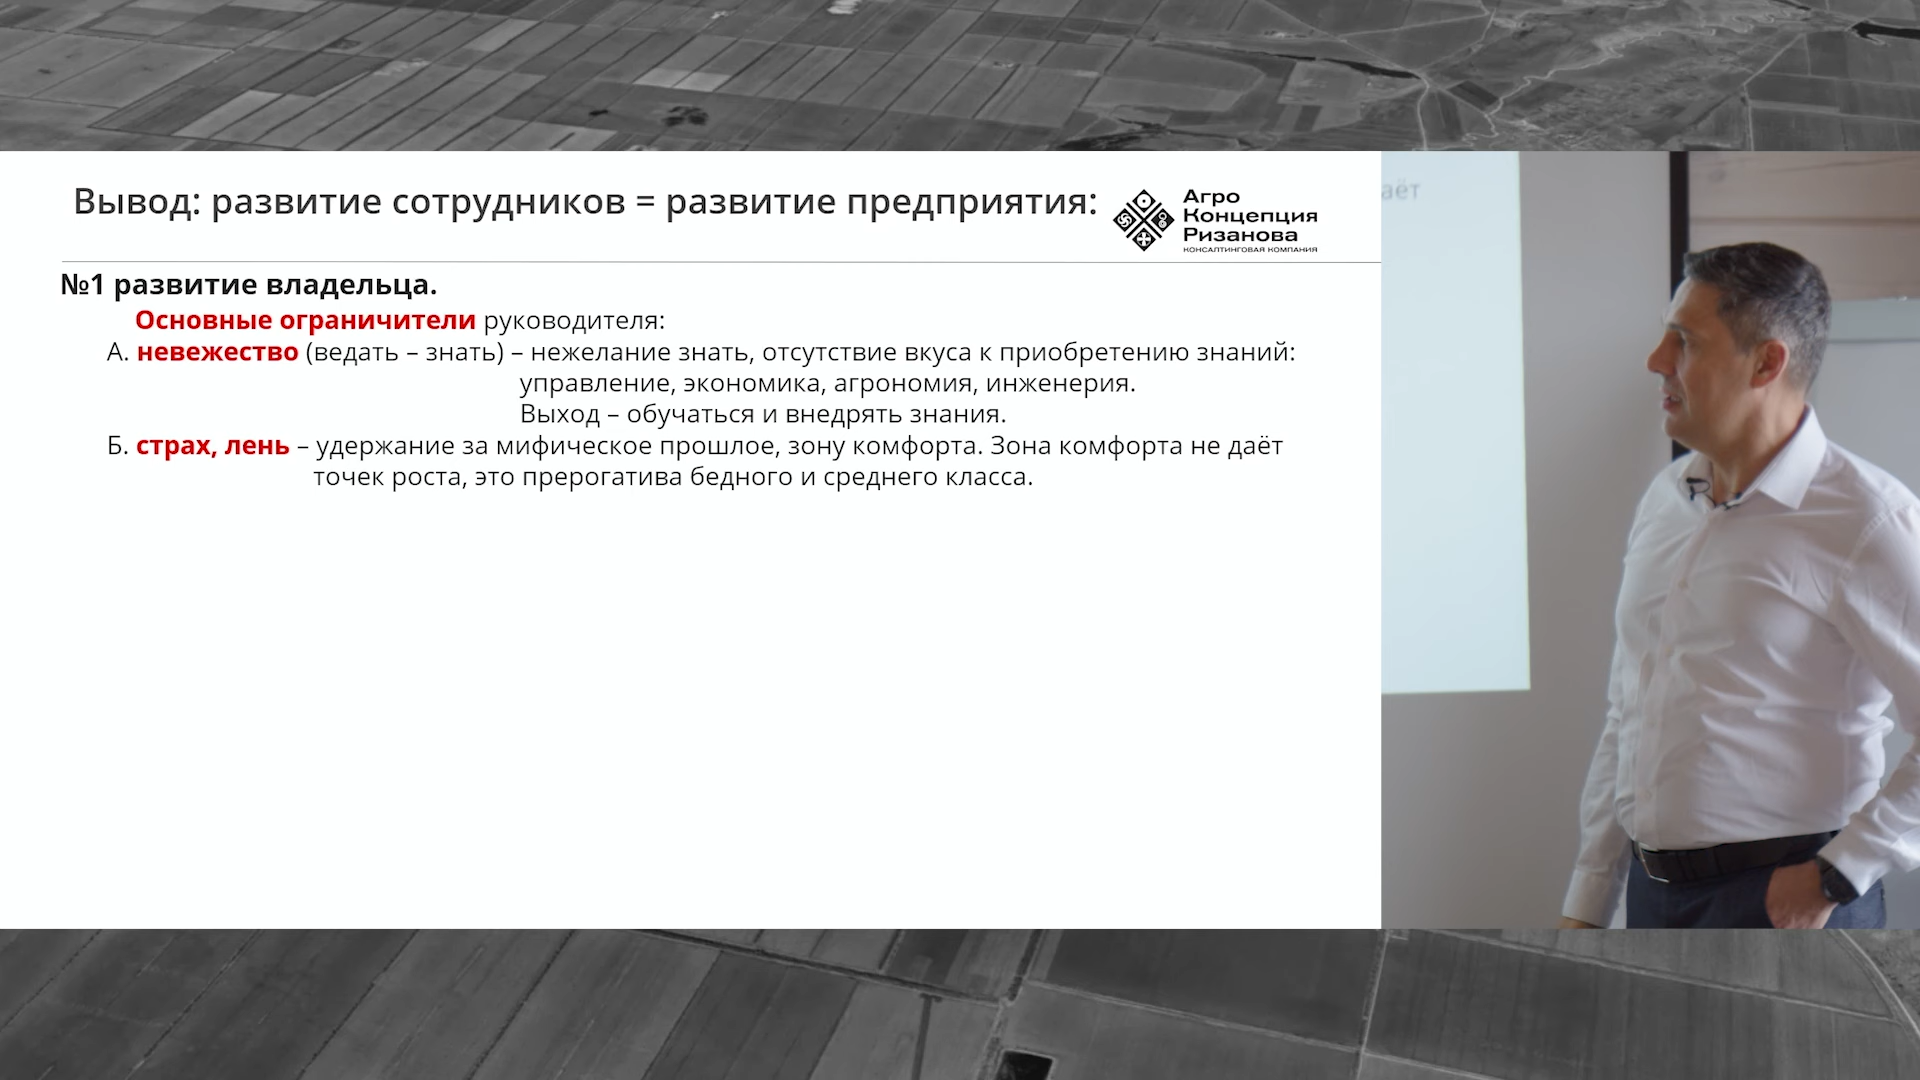 Вывод: развитие сотрудников = развитие предприятия:
Агро
Концепция
Ризанова
КОНСАЛТИНГОВАЯ КОМПАНИЯ
аёт
№1 развитие владельца.
Основные ограничители руководителя:
А. невежество (ведать – знать) – нежелание знать, отсутствие вкуса к приобретению знаний:
управление, экономика, агрономия, инженерия.
Выход – обучаться и внедрять знания.
Б. страх, лень – удержание за мифическое прошлое, зону комфорта. Зона комфорта не даёт
точек роста, это прерогатива бедного и среднего класса.